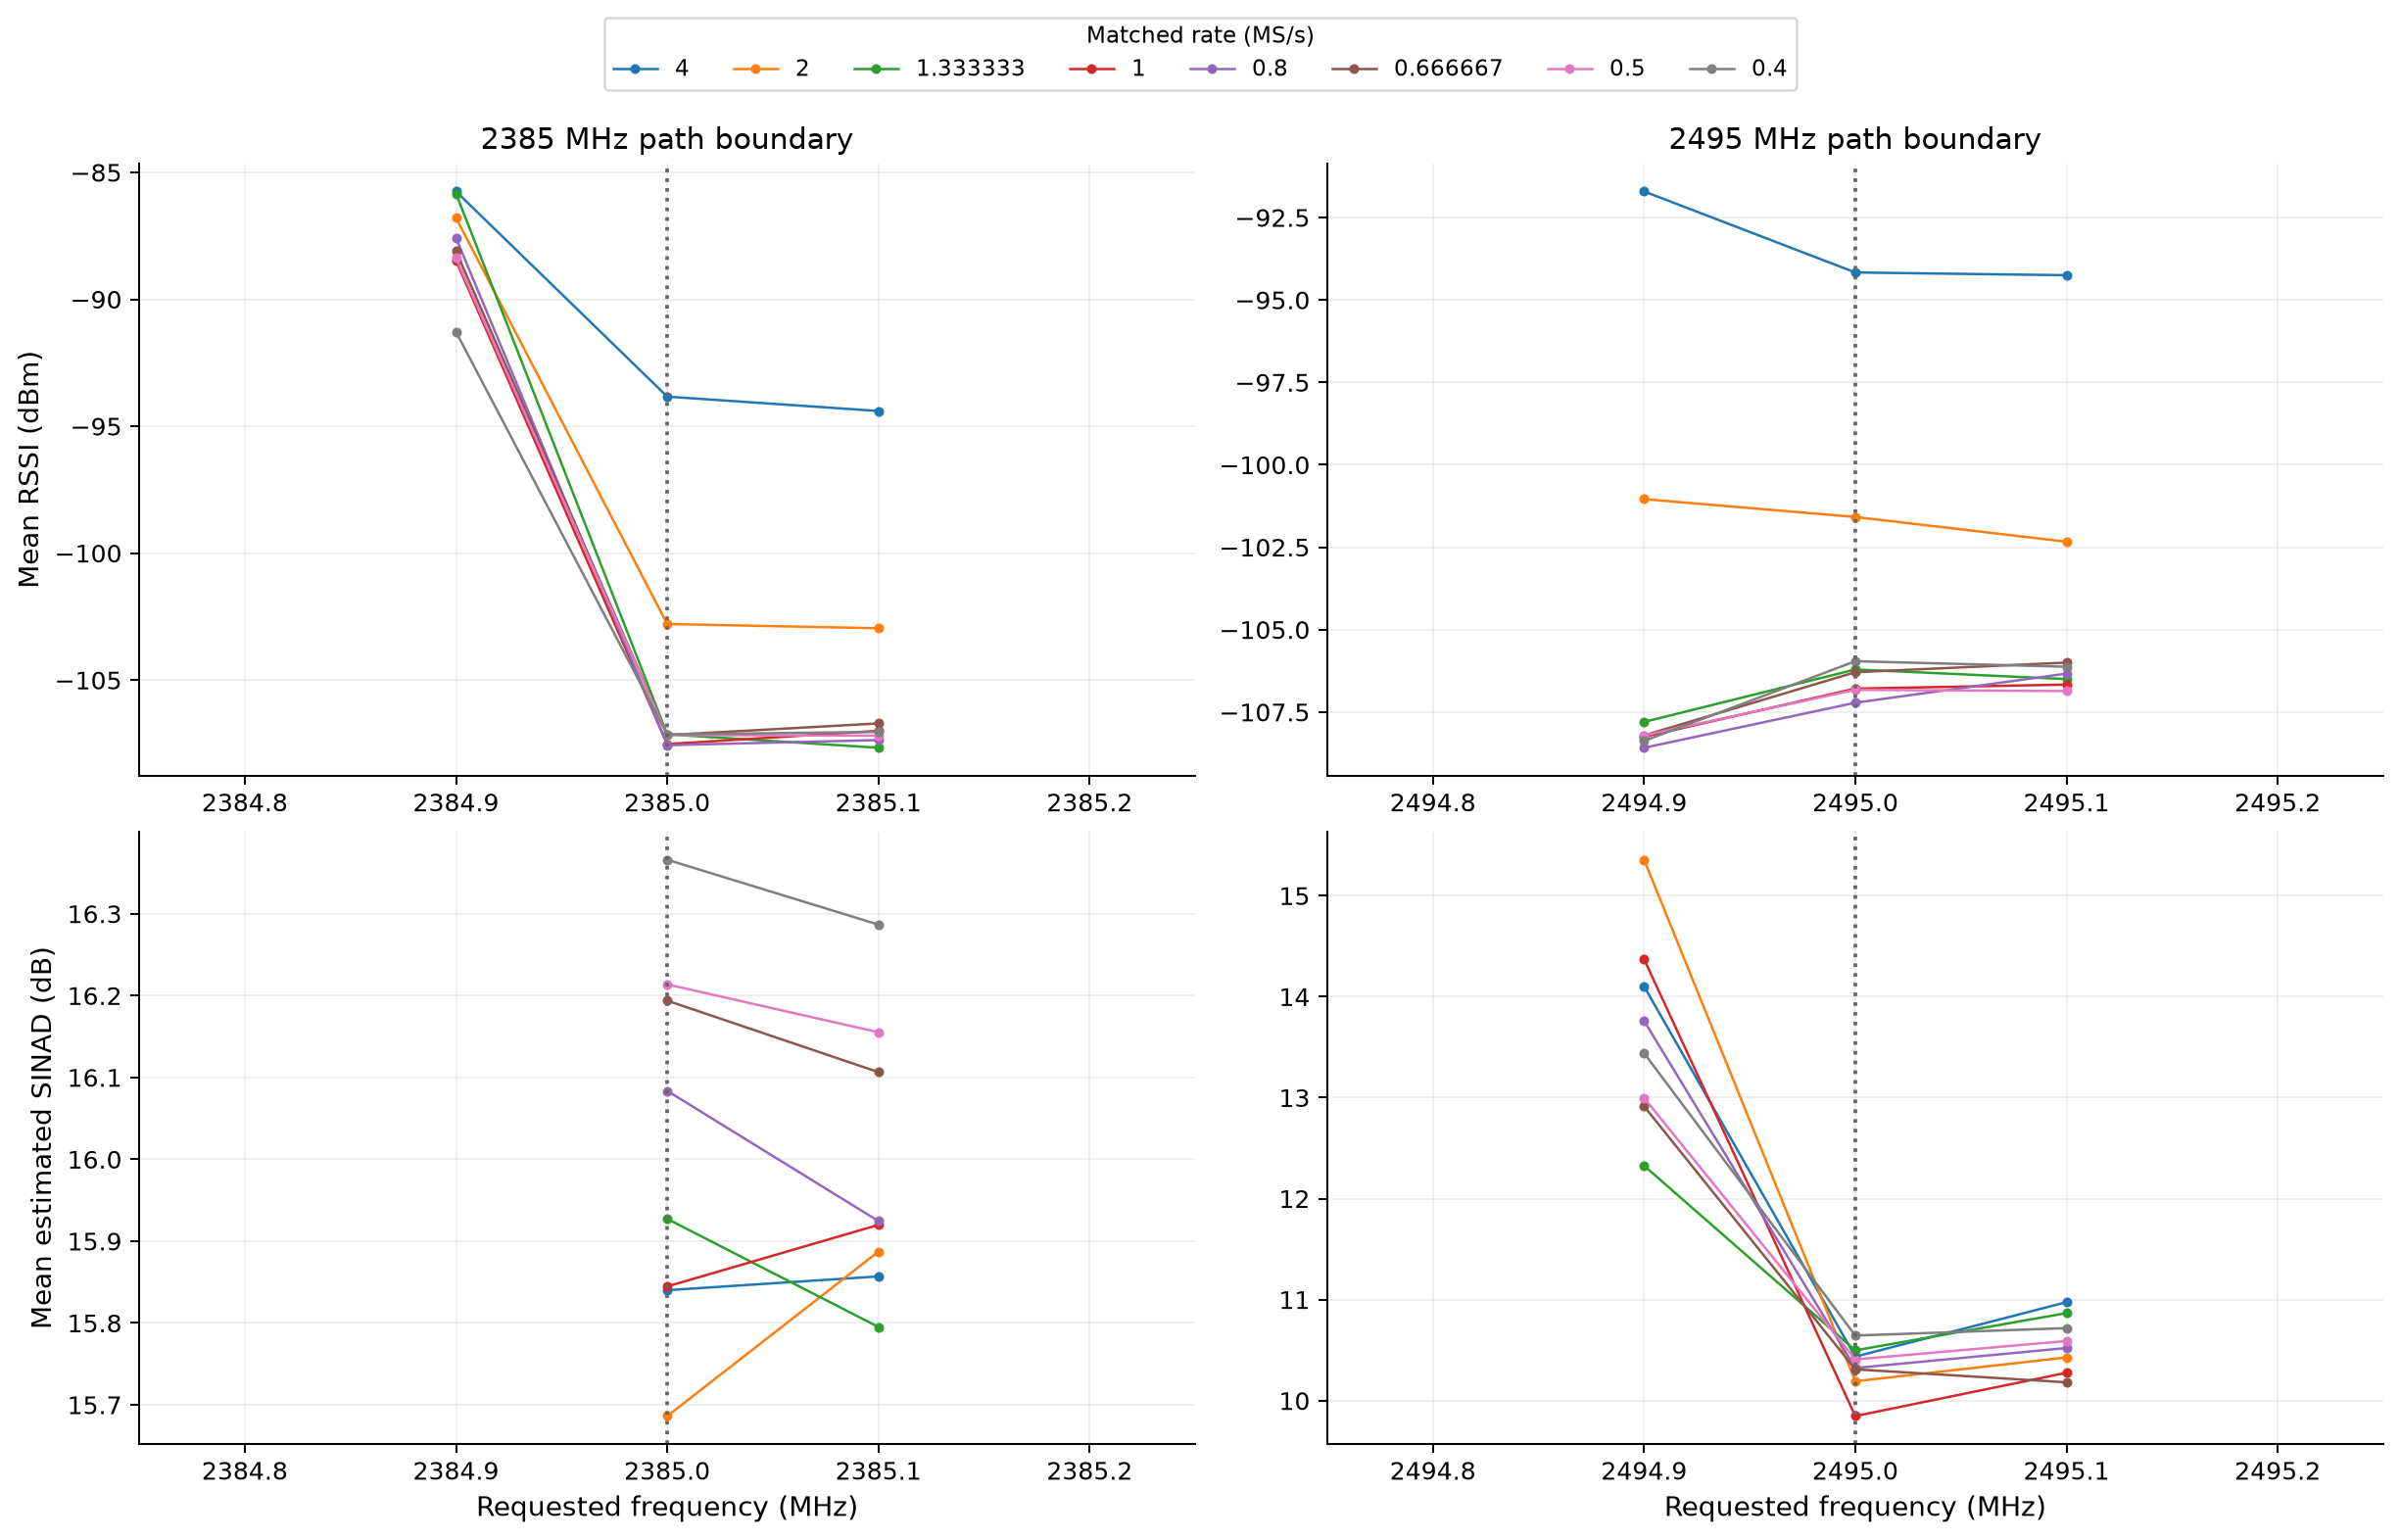 Matched rate (MS/s)
4 2 1.333333 1 0.8 0.666667 0.5 0.4
2385 MHz path boundary
Mean RSSI (dBm)
−85
−90
−95
−100
−105
2384.8 2384.9 2385.0 2385.1 2385.2
2495 MHz path boundary
−92.5
−95.0
−97.5
−100.0
−102.5
−105.0
−107.5
2494.8 2494.9 2495.0 2495.1 2495.2
Mean estimated SINAD (dB)
16.3
16.2
16.1
16.0
15.9
15.8
15.7
2384.8 2384.9 2385.0 2385.1 2385.2
Requested frequency (MHz)
15
14
13
12
11
10
2494.8 2494.9 2495.0 2495.1 2495.2
Requested frequency (MHz)